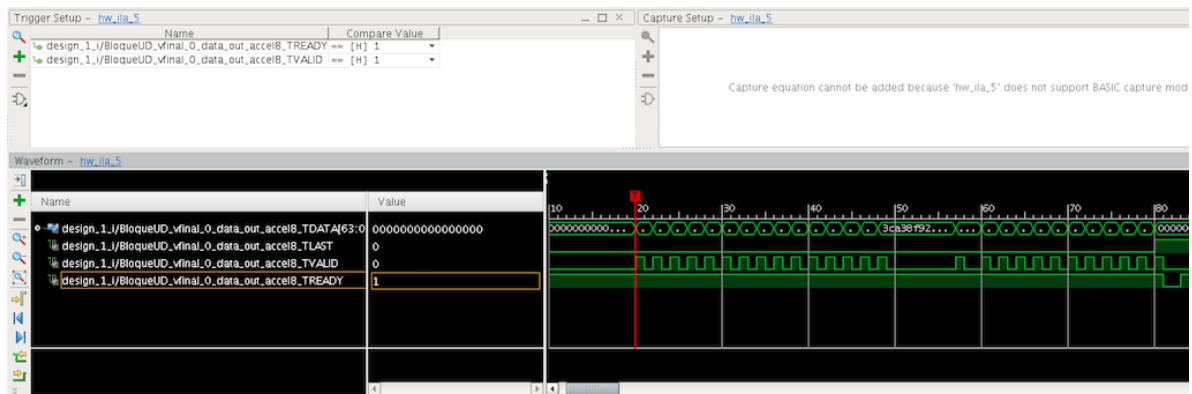 Trigger Setup – hw_ila_5
Name Compare Value
design_1_i/BloqueUD_vfinal_0_data_out_accel8_TREADY == [H] 1
design_1_i/BloqueUD_vfinal_0_data_out_accel8_TVALID == [H] 1
Capture Setup – hw_ila_5
Capture equation cannot be added because 'hw_ila_5' does not support BASIC capture mod
Waveform – hw_ila_5
Name Value
design_1_i/BloqueUD_vfinal_0_data_out_accel8_TDATA[63:0 0000000000000000
design_1_i/BloqueUD_vfinal_0_data_out_accel8_TLAST 0
design_1_i/BloqueUD_vfinal_0_data_out_accel8_TVALID 0
design_1_i/BloqueUD_vfinal_0_data_out_accel8_TREADY 1
T
10 20 30 40 50 60 70 80
0000000000... 3ca38f92... 000000